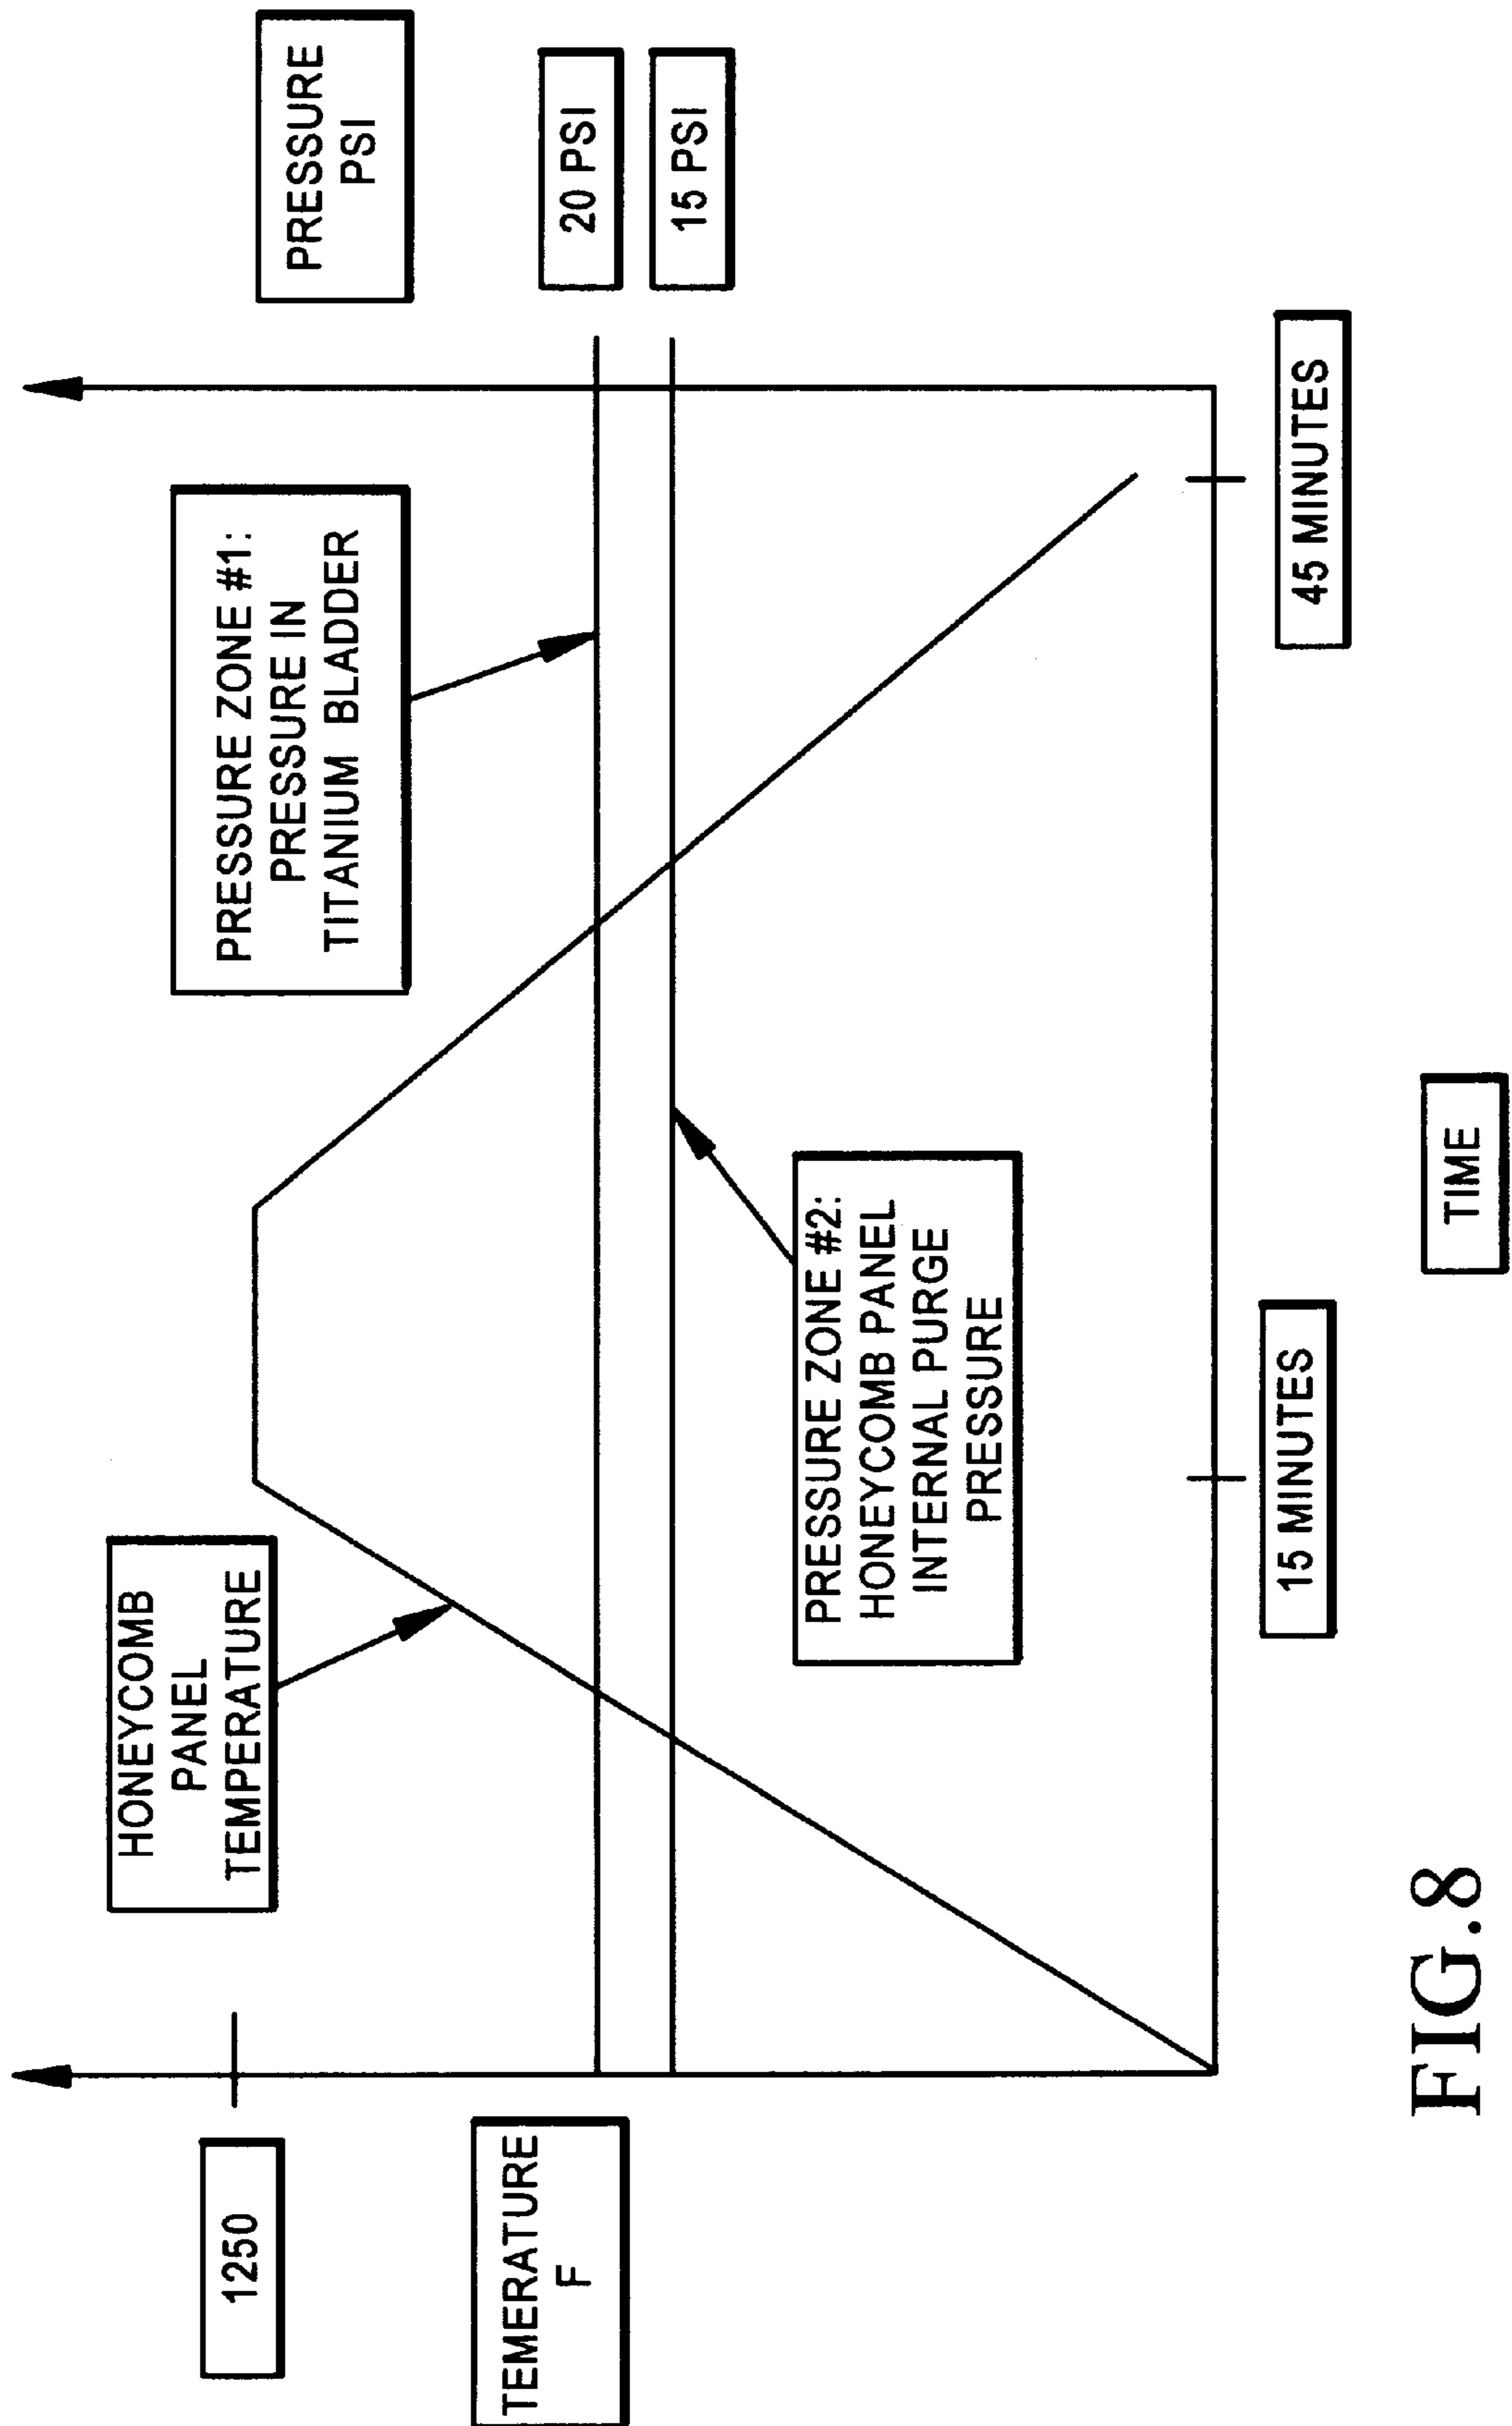 HONEYCOMB
PANEL
TEMPERATURE
PRESSURE ZONE #1:
PRESSURE IN
TITANIUM BLADDER
PRESSURE
PSI
1250
TEMERATURE
F
20 PSI
15 PSI
PRESSURE ZONE #2:
HONEYCOMB PANEL
INTERNAL PURGE
PRESSURE
15 MINUTES
45 MINUTES
TIME
FIG.8